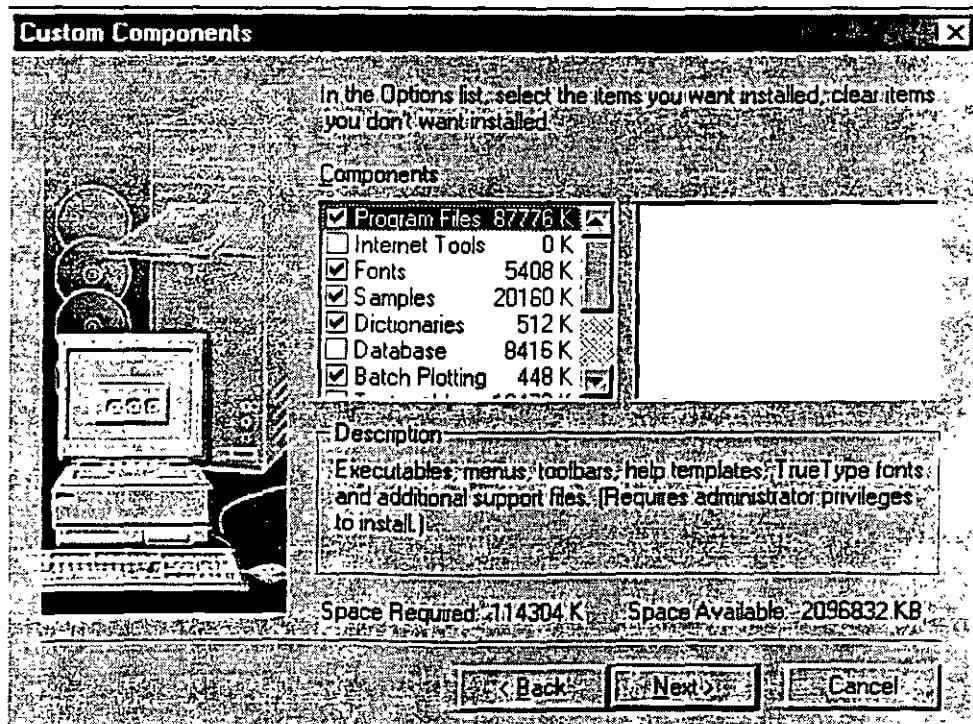 Custom Components
In the Options list, select the items you want installed, clear items
you don't want installed
Components
Program Files 87776 K
Internet Tools 0 K
Fonts 5408 K
Samples 20160 K
Dictionaries 512 K
Database 8416 K
Batch Plotting 448 K
Description
Executables, menus, toolbars, help templates, TrueType fonts
and additional support files. (Requires administrator privileges
to install.)
Space Required: 114304 K Space Available: 2096832 KB
< Back Next > Cancel